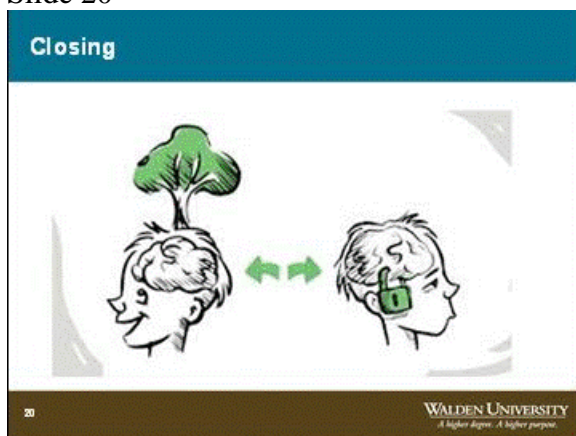 Slide 20
Closing
20
WALDEN UNIVERSITY
A higher degree. A higher purpose.